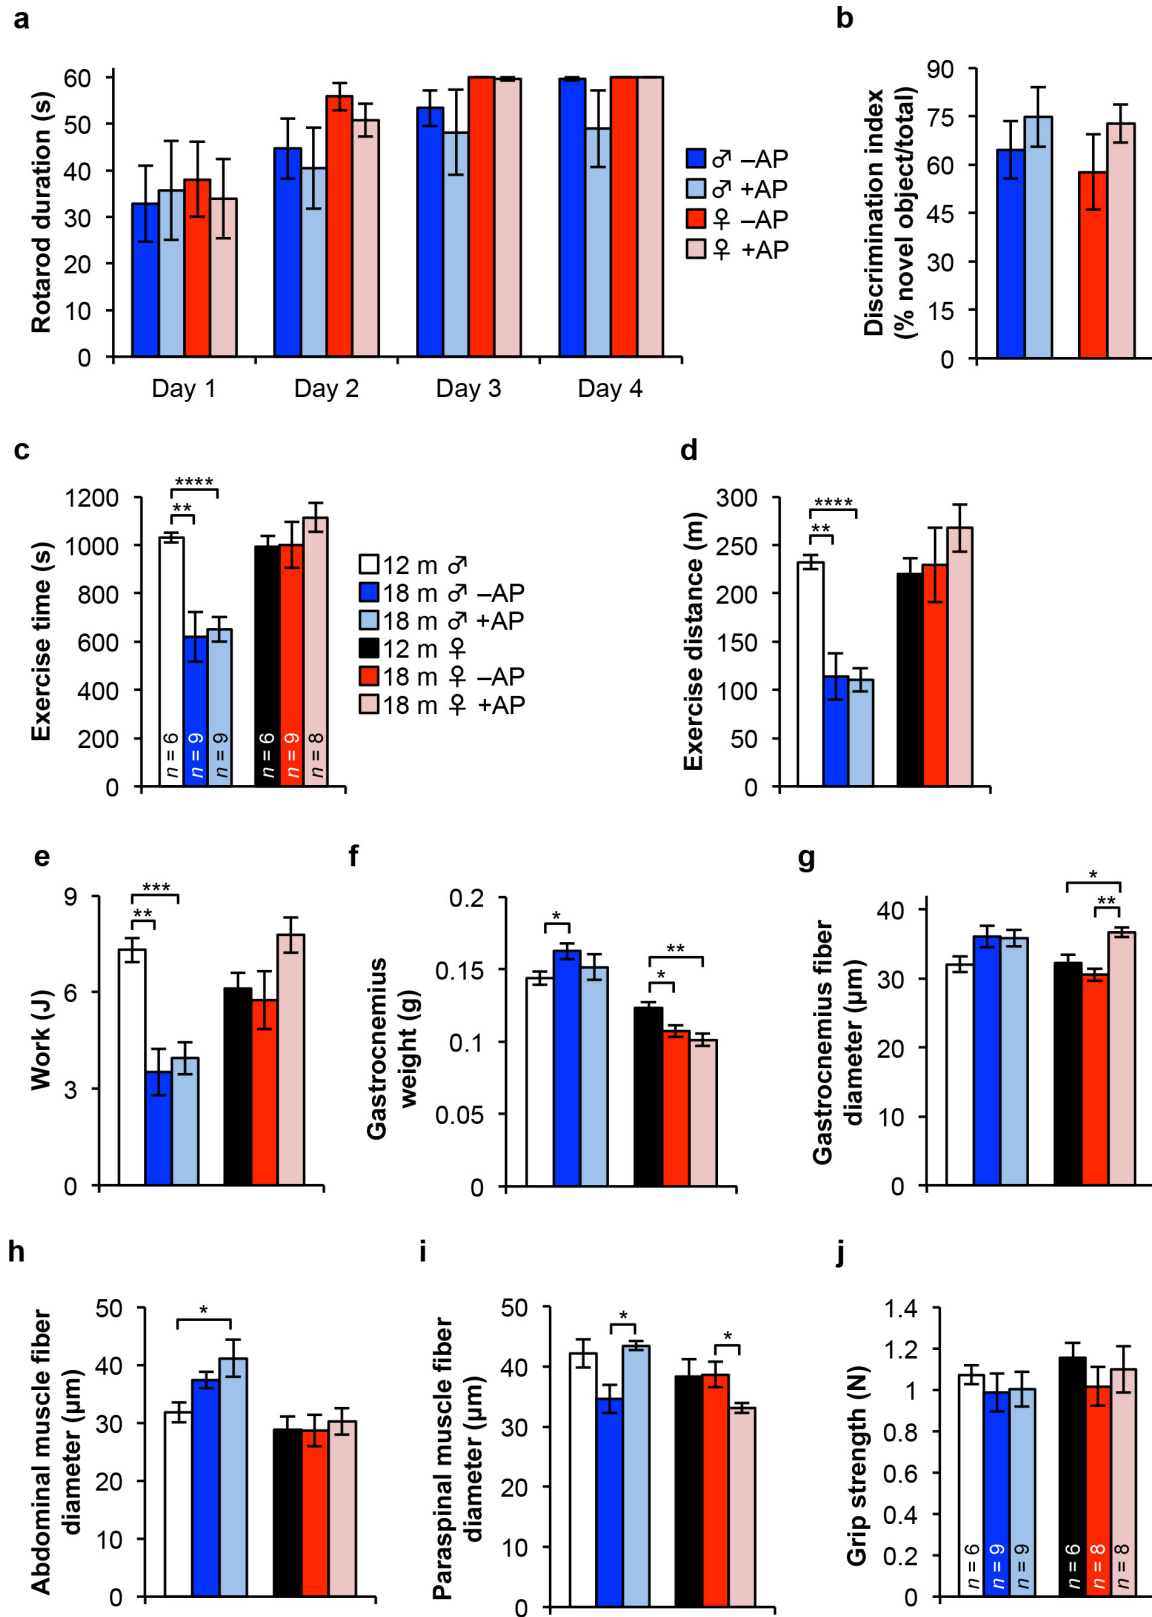 a
Rotarod duration (s)
60
50
40
30
20
10
0
Day 1
Day 2
Day 3
Day 4
♂ –AP
♂ +AP
♀ –AP
♀ +AP
b
Discrimination index
(% novel object/total)
90
75
60
45
30
15
0
c
Exercise time (s)
1200
1000
800
600
400
200
0
****
**
n = 6
n = 9
n = 9
n = 6
n = 9
n = 8
12 m ♂
18 m ♂ –AP
18 m ♂ +AP
12 m ♀
18 m ♀ –AP
18 m ♀ +AP
d
Exercise distance (m)
300
250
200
150
100
50
0
****
**
e
Work (J)
9
6
3
0
***
**
f
Gastrocnemius
weight (g)
0.2
0.15
0.1
0.05
0
*
**
*
g
Gastrocnemius fiber
diameter (µm)
40
30
20
10
0
*
**
h
Abdominal muscle fiber
diameter (µm)
50
40
30
20
10
0
*
i
Paraspinal muscle fiber
diameter (µm)
50
40
30
20
10
0
*
*
j
Grip strength (N)
1.4
1.2
1
0.8
0.6
0.4
0.2
0
n = 6
n = 9
n = 9
n = 6
n = 8
n = 8